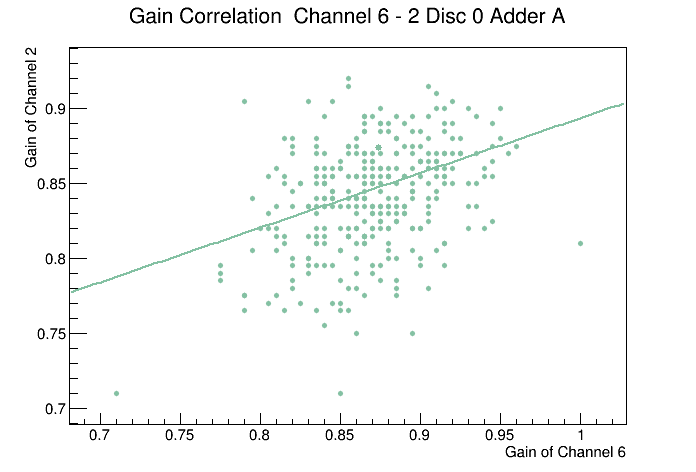 Gain Correlation  Channel 6 - 2 Disc 0 Adder A
Gain of Channel 2
0.9
0.85
0.8
0.75
0.7
0.7 0.75 0.8 0.85 0.9 0.95 1
Gain of Channel 6